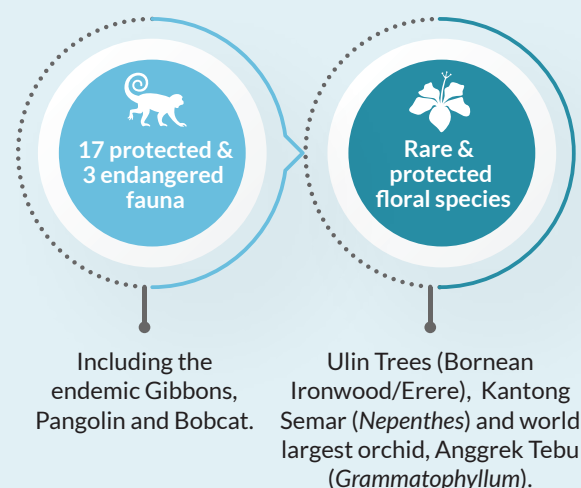 17 protected &
3 endangered
fauna
Including the
endemic Gibbons,
Pangolin and Bobcat.
Rare &
protected
floral species
Ulin Trees (Bornean
Ironwood/Erere), Kantong
Semar (Nepenthes) and world
largest orchid, Anggrek Tebu
(Grammatophyllum).